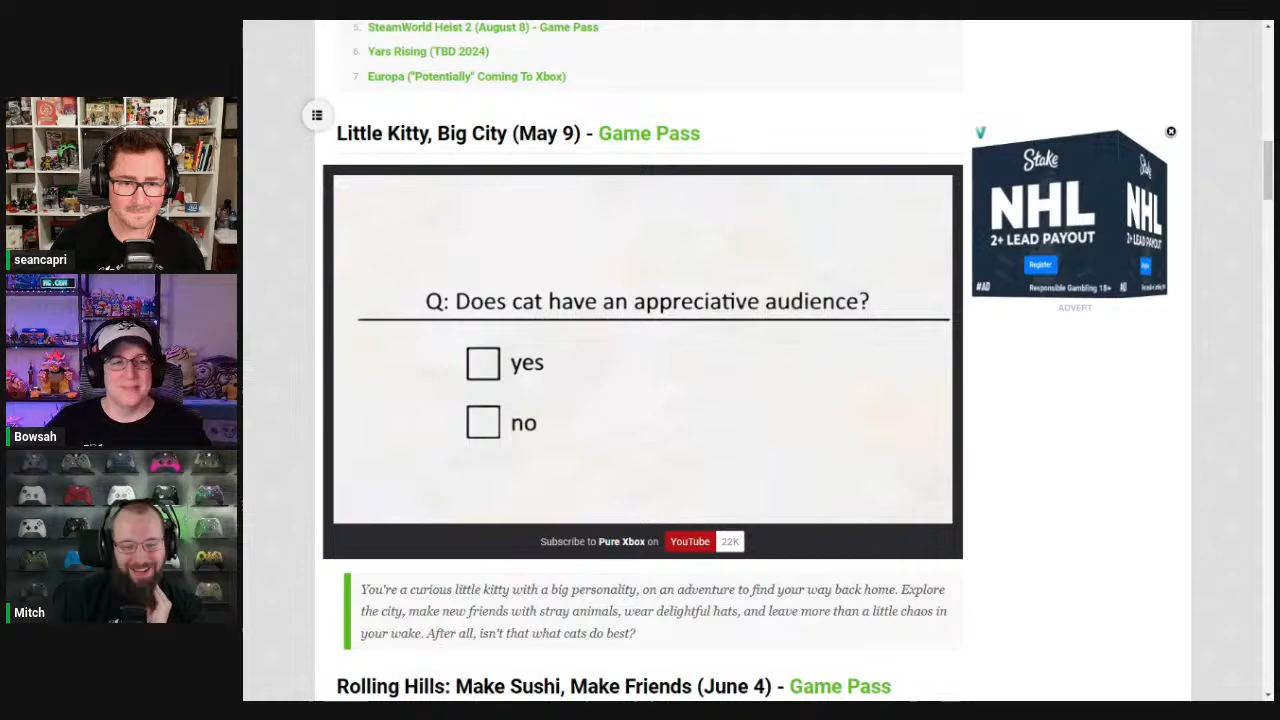 seancapri
Bowsah
Mitch
5. SteamWorld Heist 2 (August 8) - Game Pass
6. Yars Rising (TBD 2024)
7 Europa ("Potentially" Coming To Xbox)
Little Kitty, Big City (May 9) - Game Pass
Q: Does cat have an appreciative audience?
yes
no
Subscribe to Pure Xbox on YouTube 22K
You're a curious little kitty with a big personality, on an adventure to find your way back home. Explore
the city, make new friends with stray animals, wear delightful hats, and leave more than a little chaos in
your wake. After all, isn't that what cats do best?
Rolling Hills: Make Sushi, Make Friends (June 4) - Game Pass
Stake
NHL
2+ LEAD PAYOUT
Register
#AD Responsible Gambling 18+
ADVERT